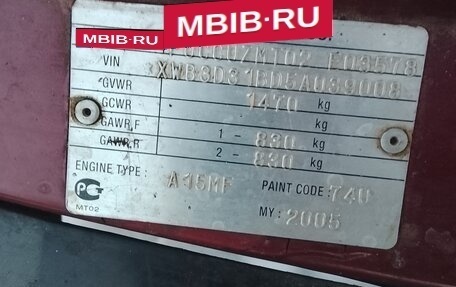 MBIB·RU
MBIB·RU
VIN XWB3D31BD5A039008
GVWR 1470 kg
GCWR kg
GAWR.F 1 - 830 kg
GAWR.R 2 - 830 kg
ENGINE TYPE: A15MF PAINT CODE: 74U
MT02 MY: 2005